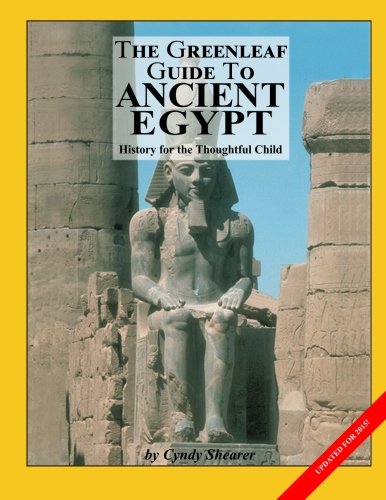 THE GREENLEAF
GUIDE TO
ANCIENT
EGYPT
History for the Thoughtful Child
by Cyndy Shearer
UPDATED FOR 2015!